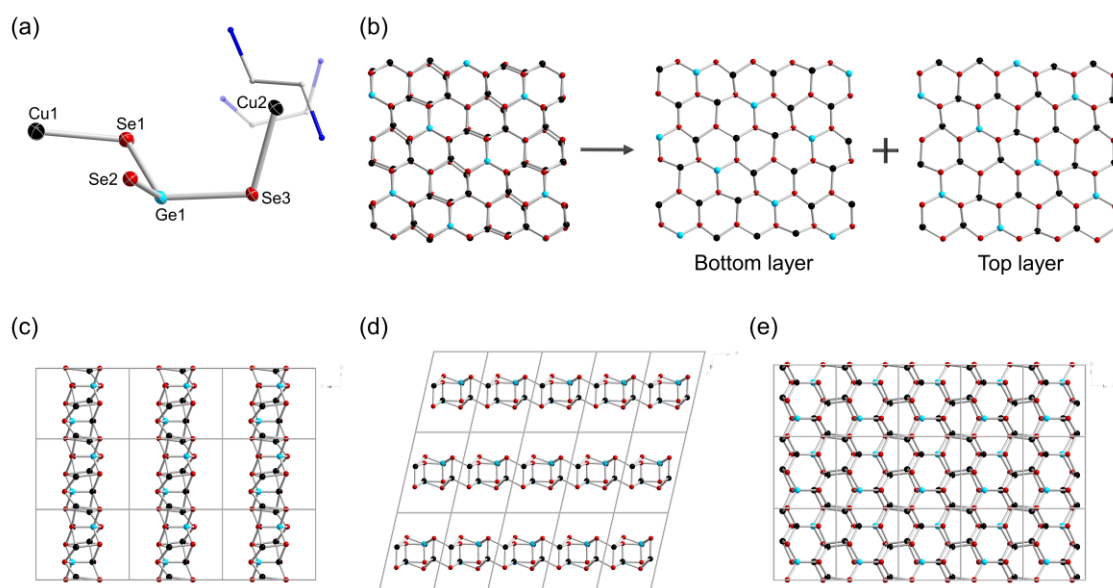 (a)
Cu1
Se1
Se2
Ge1
Se3
Cu2
(b)
+
Bottom layer
Top layer
(c)
(d)
(e)